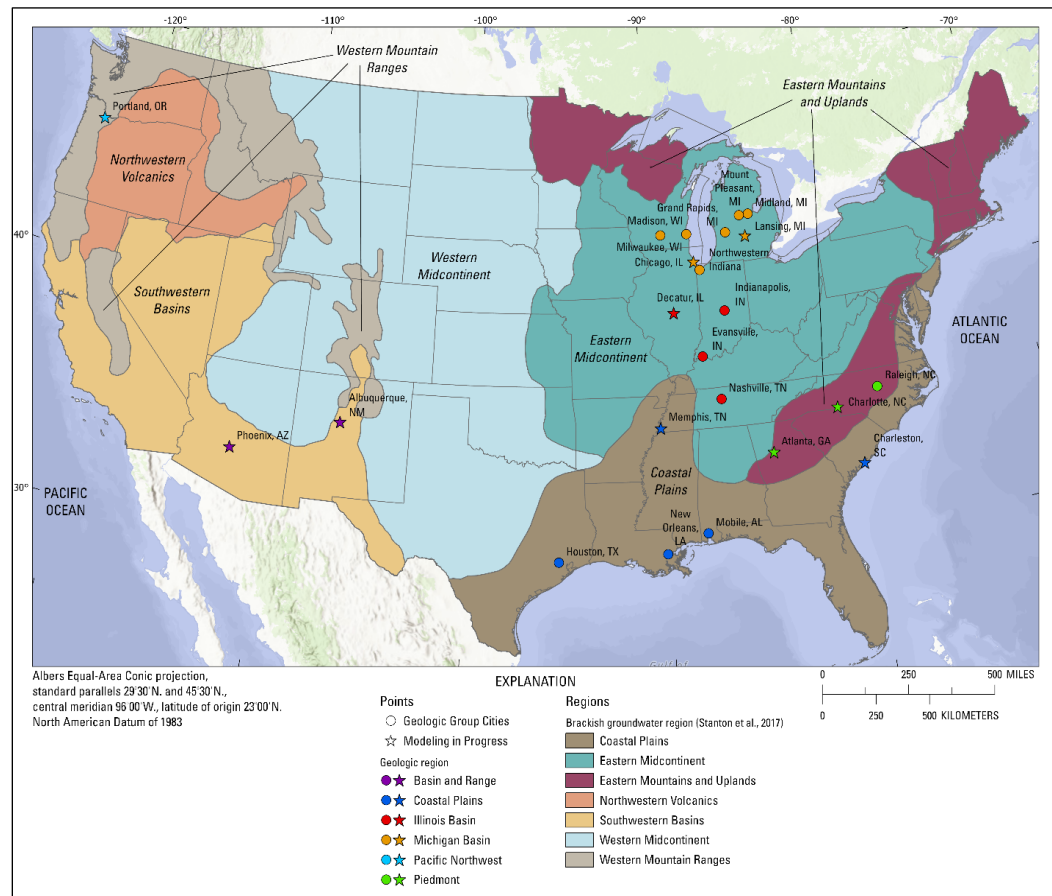 -120°
-110°
-100°
-90°
-80°
-70°
Western Mountain
Ranges
Eastern Mountains
and Uplands
Portland, OR
Northwestern
Volcanics
Mount
Pleasant,
MI
Midland, MI
Grand Rapids,
MI
Lansing, MI
Madison, WI
40°
Milwaukee, WI
Chicago, IL
Northwestern
Indiana
Western
Midcontinent
Southwestern
Basins
Decatur, IL
Indianapolis,
IN
ATLANTIC
OCEAN
Eastern
Midcontinent
Evansville,
IN
Raleigh, NC
Nashville, TN
Albuquerque,
NM
Charlotte, NC
Memphis, TN
Phoenix, AZ
Atlanta, GA
Charleston,
SC
Coastal
Plains
30°
PACIFIC
OCEAN
New
Orleans,
LA
Mobile, AL
Houston, TX
Albers Equal-Area Conic projection,
standard parallels 29°30'N. and 45°30'N.,
central meridian 96°00'W., latitude of origin 23°00'N.
North American Datum of 1983
EXPLANATION
Points
Geologic Group Cities
Modeling in Progress
Geologic region
Basin and Range
Coastal Plains
Illinois Basin
Michigan Basin
Pacific Northwest
Piedmont
Regions
Brackish groundwater region (Stanton et al., 2017)
Coastal Plains
Eastern Midcontinent
Eastern Mountains and Uplands
Northwestern Volcanics
Southwestern Basins
Western Midcontinent
Western Mountain Ranges
0 250 500 MILES
0 250 500 KILOMETERS